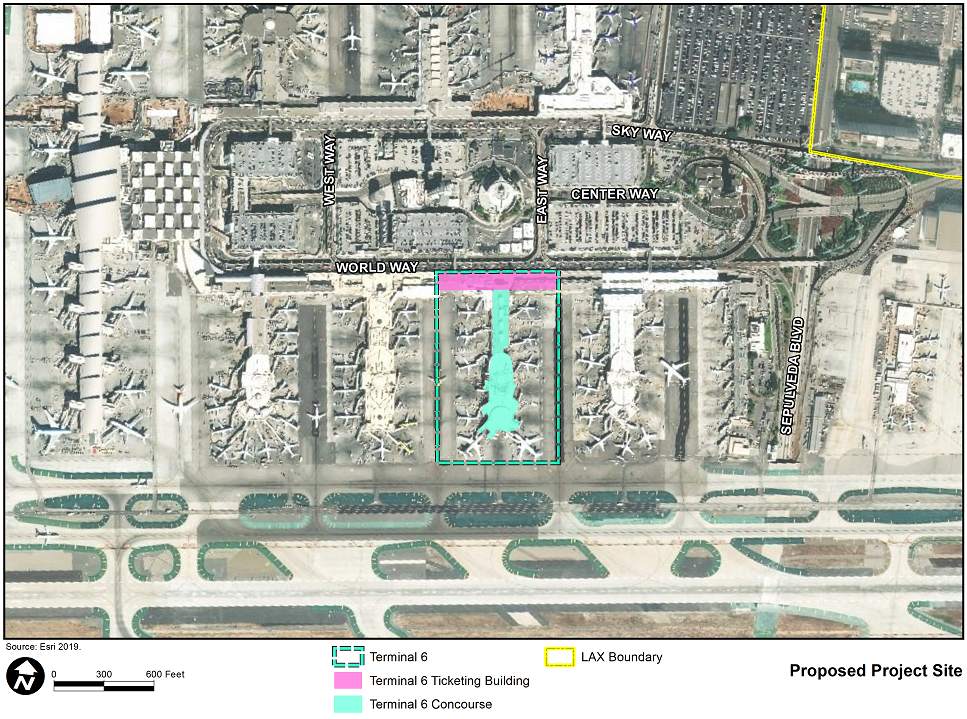 SKY WAY
WEST WAY
EAST WAY
CENTER WAY
WORLD WAY
SEPULVEDA BLVD
Source: Esri 2019.
N
0 300 600 Feet
Terminal 6
Terminal 6 Ticketing Building
Terminal 6 Concourse
LAX Boundary
Proposed Project Site